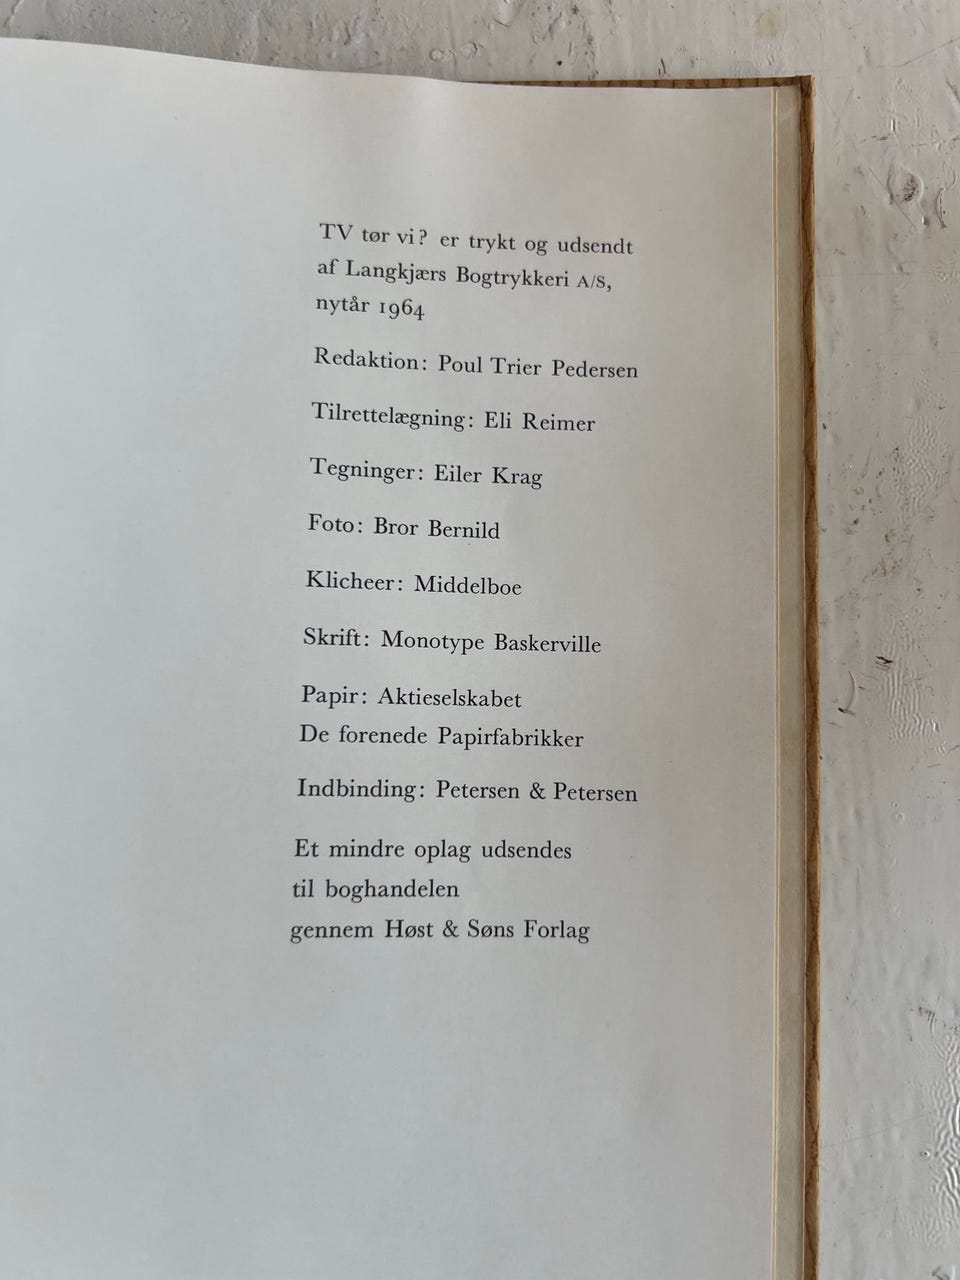 TV tør vi? er trykt og udsendt
af Langkjærs Bogtrykkeri A/S,
nytår 1964
Redaktion: Poul Trier Pedersen
Tilrettelægning: Eli Reimer
Tegninger: Eiler Krag
Foto: Bror Bernild
Klicheer: Middelboe
Skrift: Monotype Baskerville
Papir: Aktieselskabet
De forenede Papirfabrikker
Indbinding: Petersen & Petersen
Et mindre oplag udsendes
til boghandelen
gennem Høst & Søns Forlag